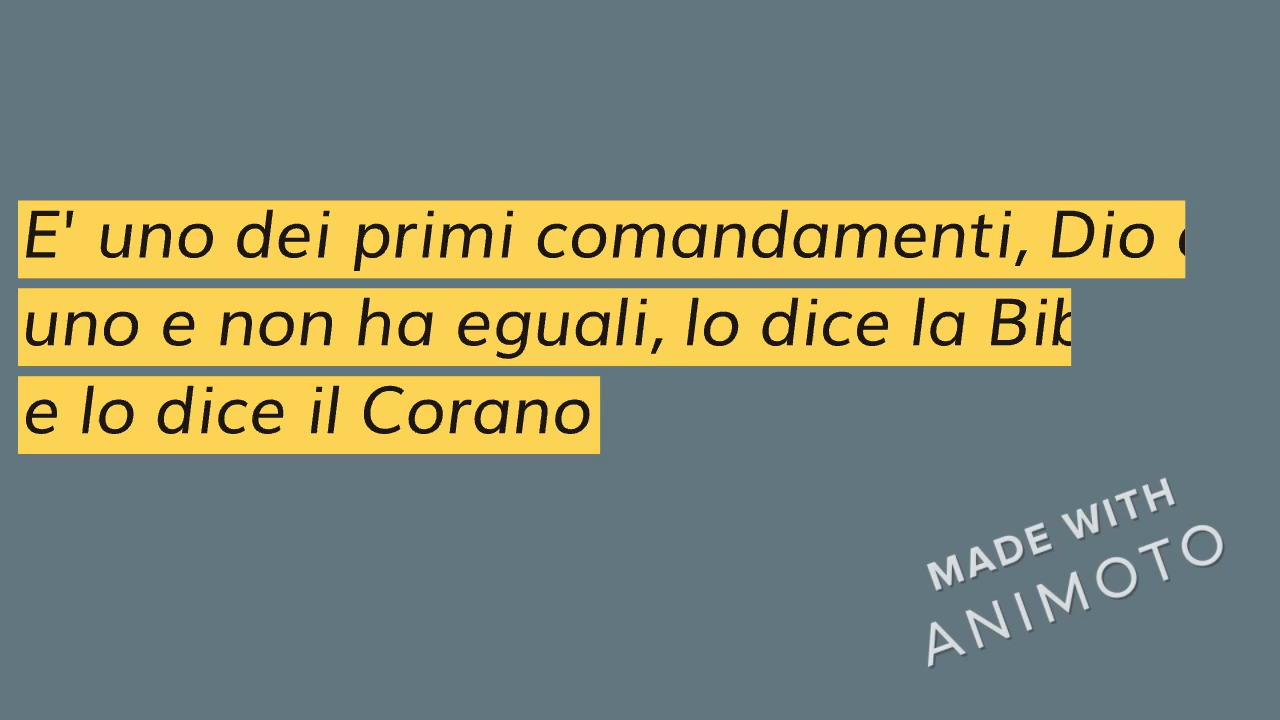 E' uno dei primi comandamenti, Dio
uno e non ha eguali, lo dice la
e lo dice il Corano
MADE WITH
ANIMOTO